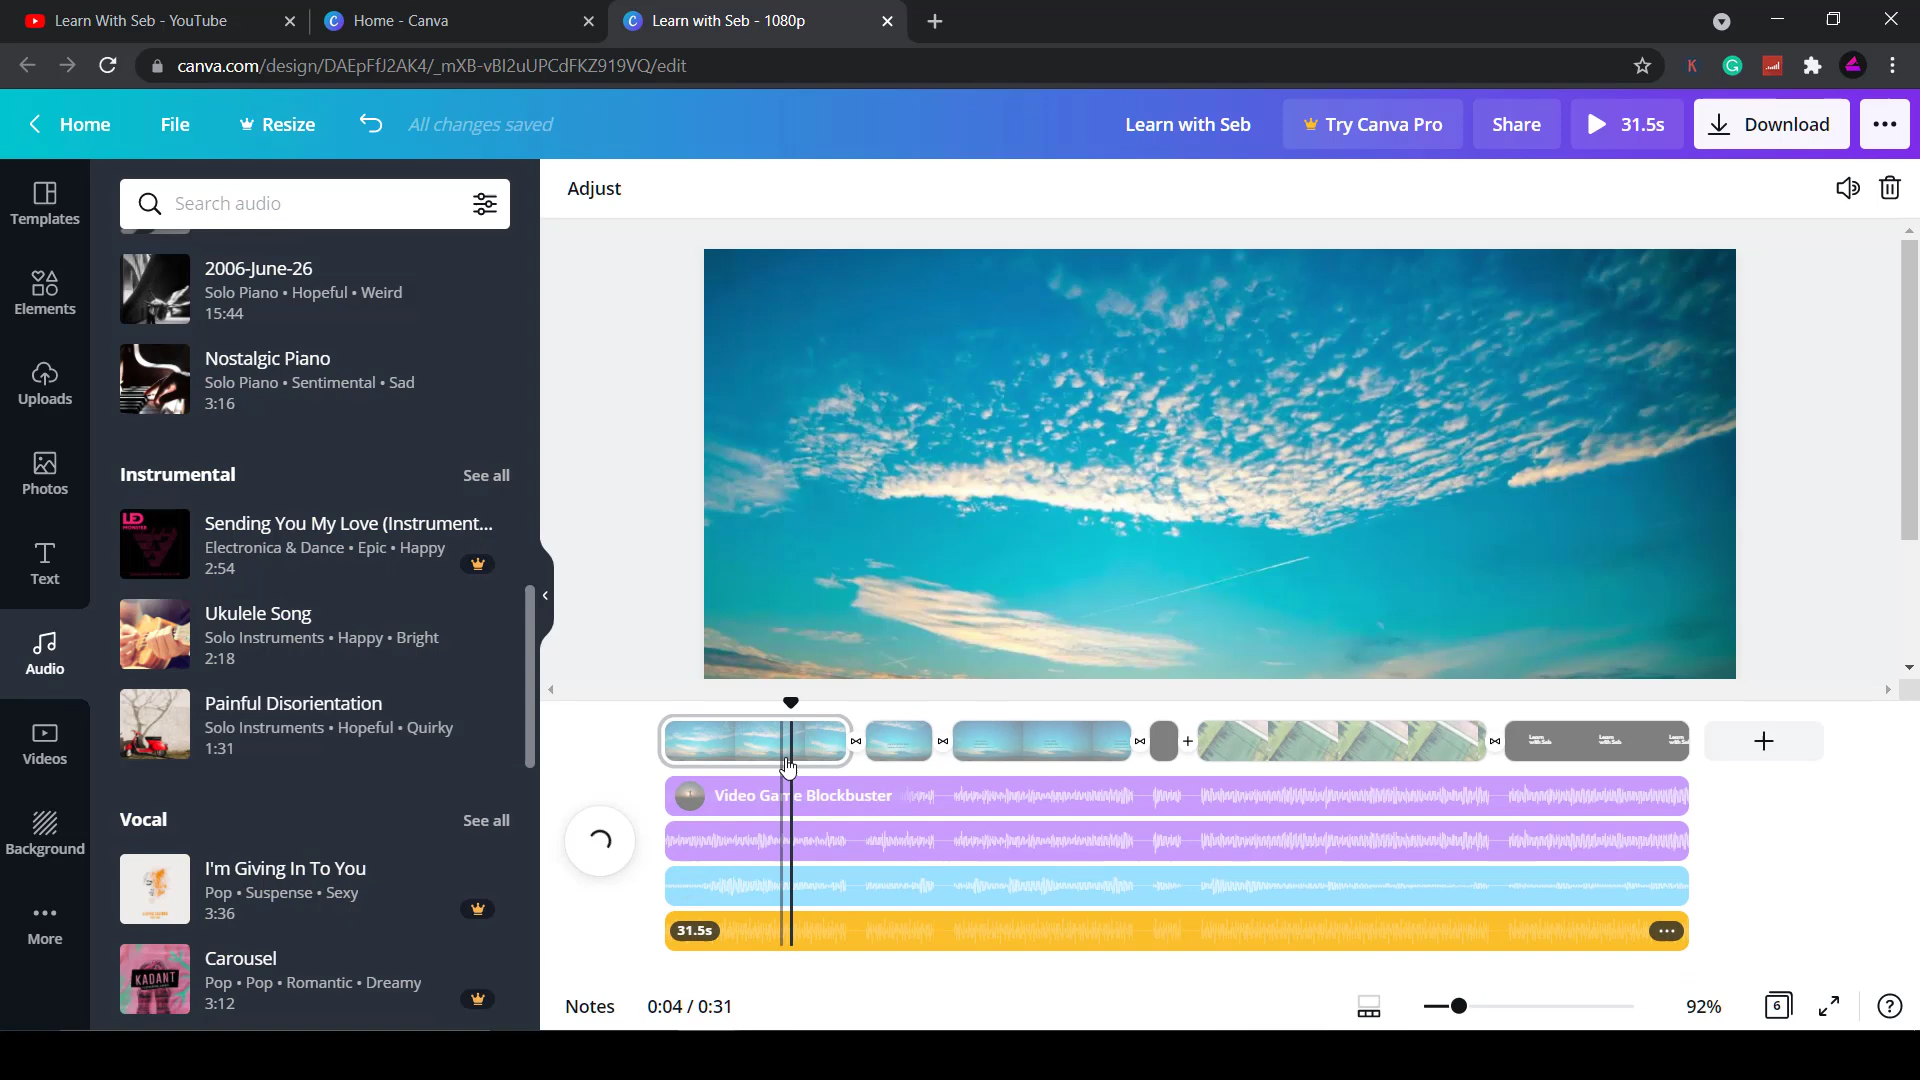 Learn With Seb - YouTube
Home - Canva
Learn with Seb - 1080p
canva.com/design/DAEpFfJ2AK4/_mXB-vBI2uUPCdFKZ919VQ/edit
Home
File
Resize
All changes saved
Learn with Seb
Try Canva Pro
Share
31.5s
Download
Templates
Elements
Uploads
Photos
Text
Audio
Videos
Background
More
Search audio
2006-June-26
Solo Piano • Hopeful • Weird
15:44
Nostalgic Piano
Solo Piano • Sentimental • Sad
3:16
Instrumental
See all
Sending You My Love (Instrument...
Electronica & Dance • Epic • Happy
2:54
Ukulele Song
Solo Instruments • Happy • Bright
2:18
Painful Disorientation
Solo Instruments • Hopeful • Quirky
1:31
Vocal
See all
I'm Giving In To You
Pop • Suspense • Sexy
3:36
KADANT
Carousel
Pop • Pop • Romantic • Dreamy
3:12
Adjust
Video Game Blockbuster
31.5s
Notes
0:04 / 0:31
92%
6